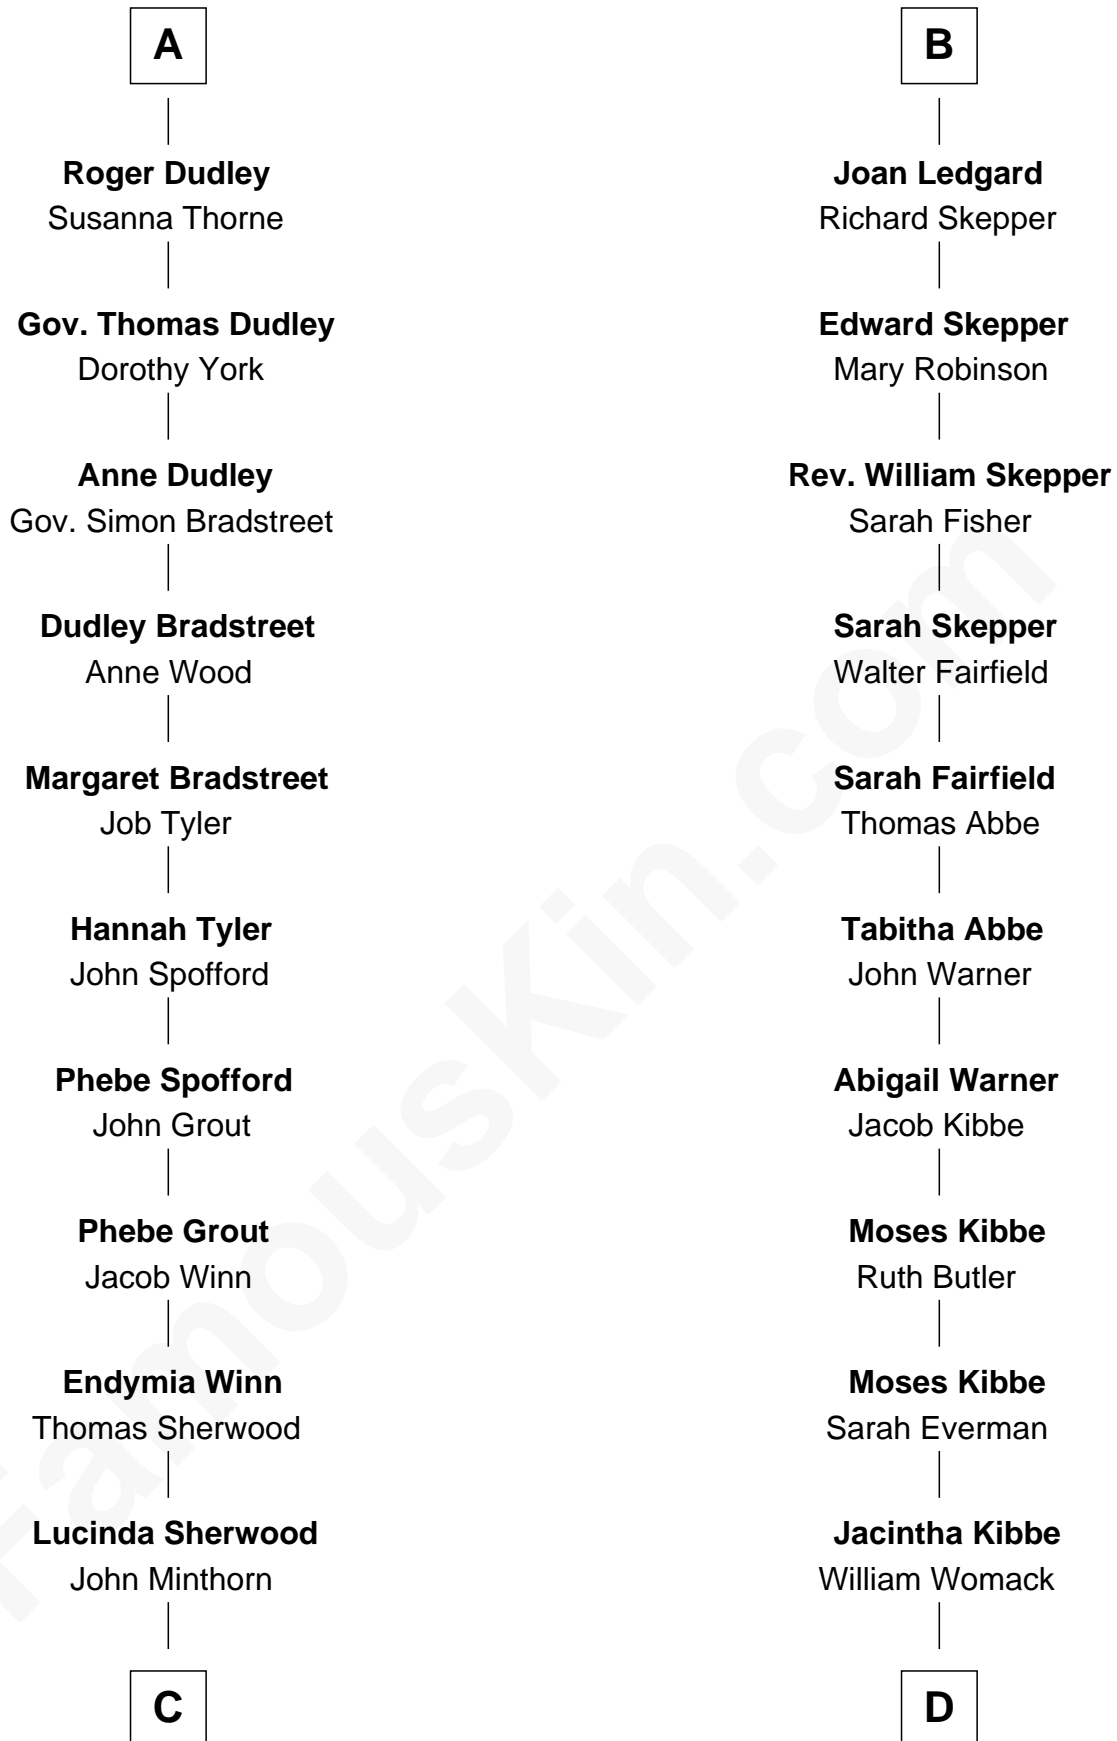 A
Roger Dudley
Susanna Thorne
Gov. Thomas Dudley
Dorothy York
Anne Dudley
Gov. Simon Bradstreet
Dudley Bradstreet
Anne Wood
Margaret Bradstreet
Job Tyler
Hannah Tyler
John Spofford
Phebe Spofford
John Grout
Phebe Grout
Jacob Winn
Endymia Winn
Thomas Sherwood
Lucinda Sherwood
John Minthorn
C
B
Joan Ledgard
Richard Skepper
Edward Skepper
Mary Robinson
Rev. William Skepper
Sarah Fisher
Sarah Skepper
Walter Fairfield
Sarah Fairfield
Thomas Abbe
Tabitha Abbe
John Warner
Abigail Warner
Jacob Kibbe
Moses Kibbe
Ruth Butler
Moses Kibbe
Sarah Everman
Jacintha Kibbe
William Womack
D
FamousKin.com